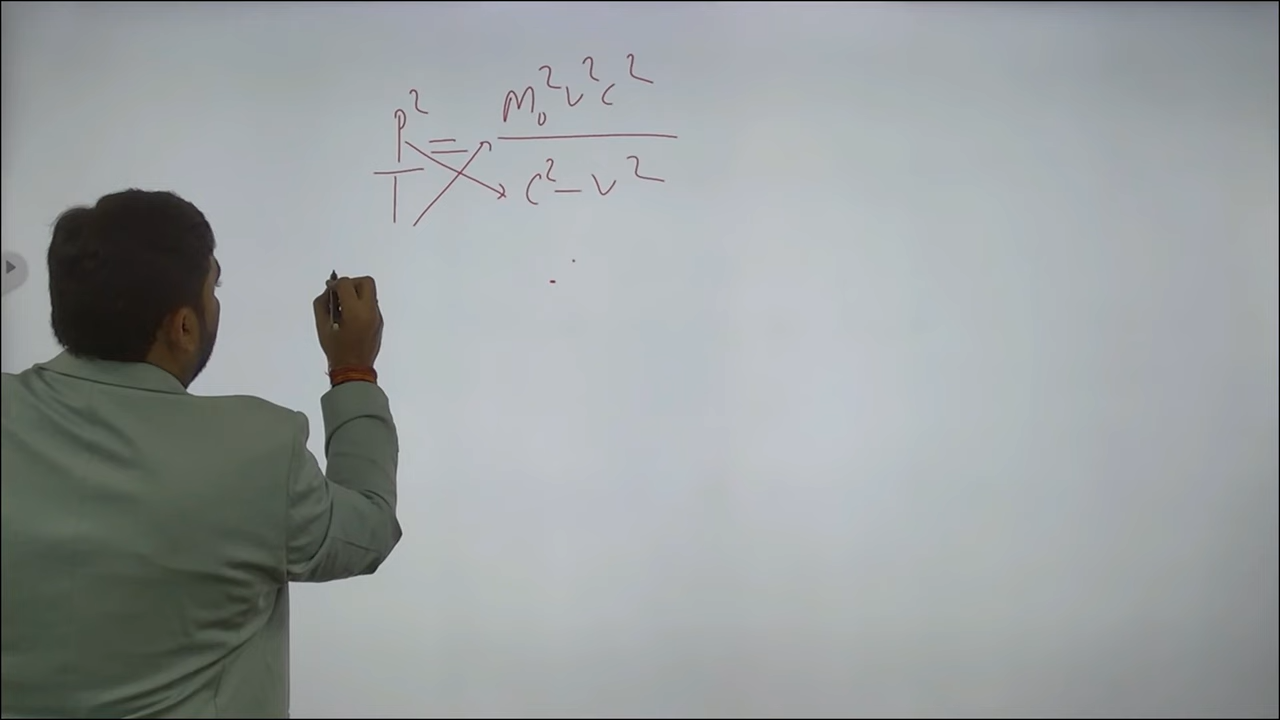 P²/1 = m₀²v²c²/c² - v²